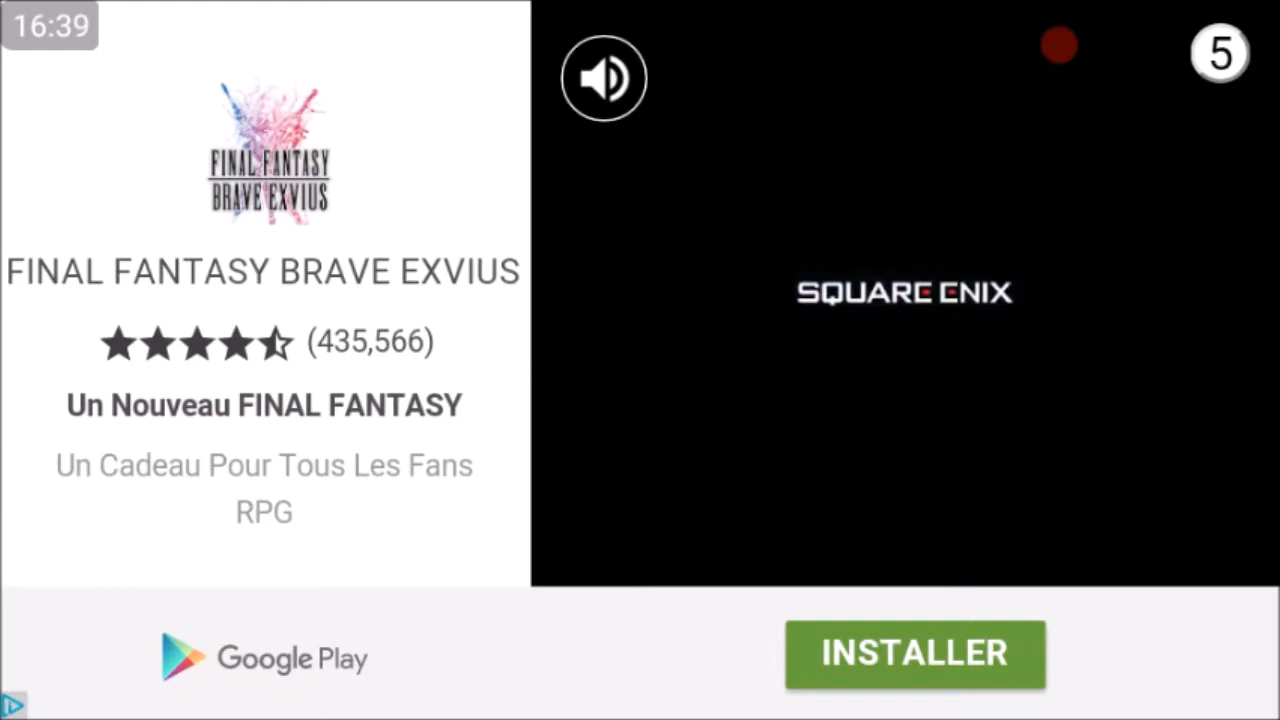 16:39
FINAL FANTASY
BRAVE EXVIUS
FINAL FANTASY BRAVE EXVIUS
(435,566)
Un Nouveau FINAL FANTASY
Un Cadeau Pour Tous Les Fans
RPG
5
SQUARE ENIX
Google Play
INSTALLER